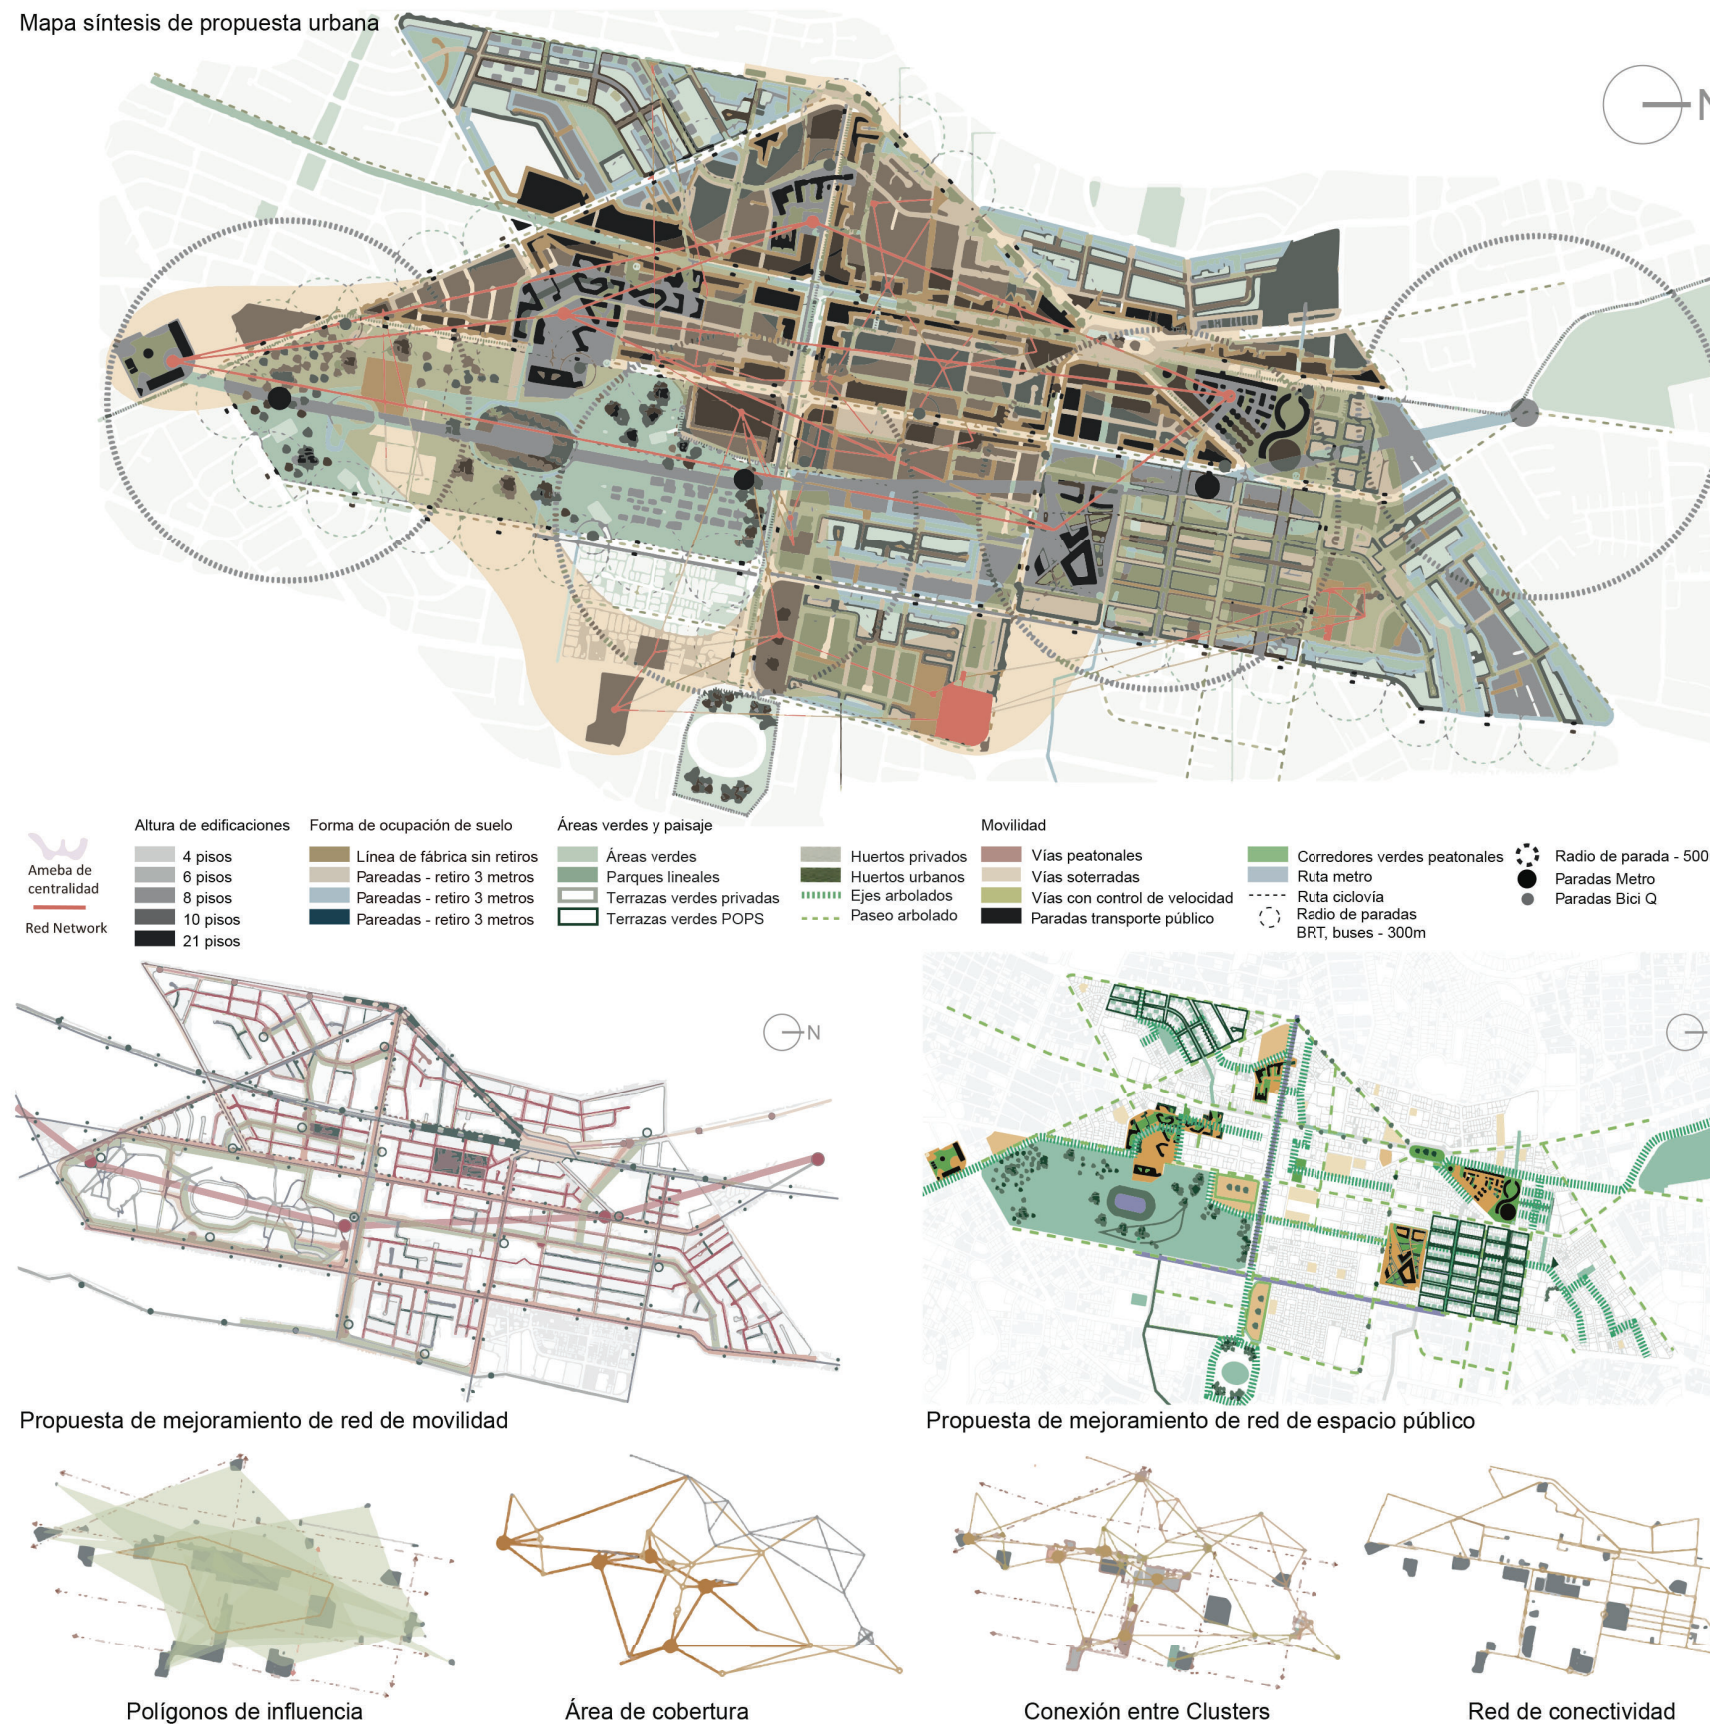 Mapa síntesis de propuesta urbana
N
Ameba de
centralidad
Red Network
Altura de edificaciones
4 pisos
6 pisos
8 pisos
10 pisos
21 pisos
Forma de ocupación de suelo
Línea de fábrica sin retiros
Pareadas - retiro 3 metros
Pareadas - retiro 3 metros
Pareadas - retiro 3 metros
Áreas verdes y paisaje
Áreas verdes
Parques lineales
Terrazas verdes privadas
Terrazas verdes POPS
Huertos privados
Huertos urbanos
Ejes arbolados
Paseo arbolado
Movilidad
Vías peatonales
Vías soterradas
Vías con control de velocidad
Paradas transporte público
Corredores verdes peatonales
Ruta metro
Ruta ciclovía
Radio de paradas
BRT, buses - 300m
Radio de parada - 500
Paradas Metro
Paradas Bici Q
N
Propuesta de mejoramiento de red de movilidad
Propuesta de mejoramiento de red de espacio público
Polígonos de influencia
Área de cobertura
Conexión entre Clusters
Red de conectividad